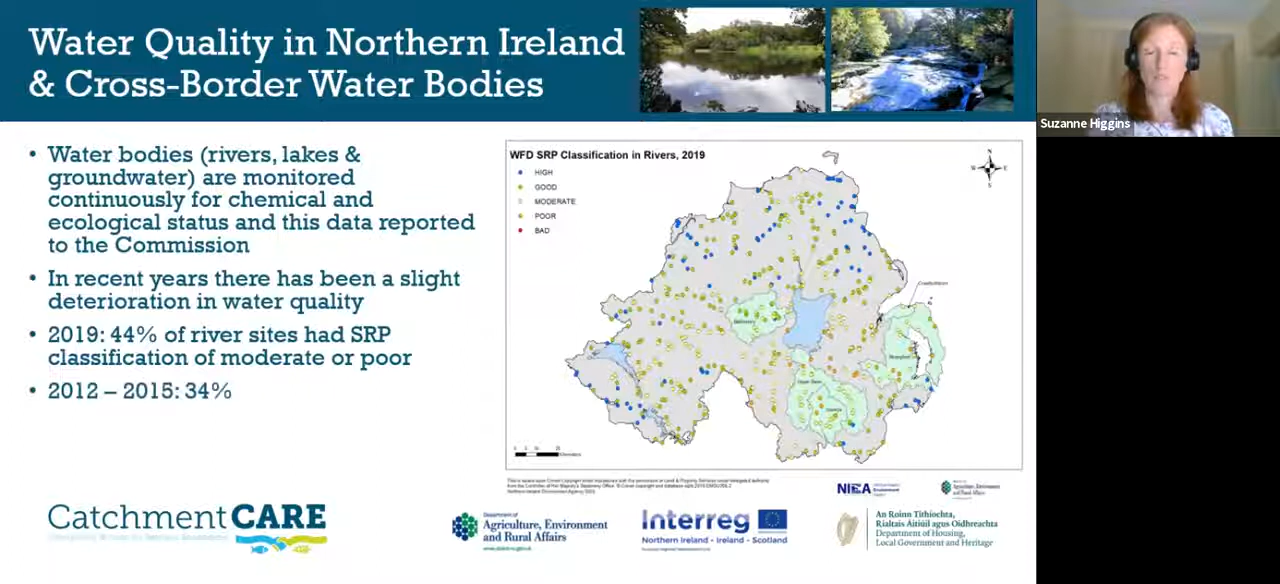 Water Quality in Northern Ireland
& Cross-Border Water Bodies
Suzanne Higgins
• Water bodies (rivers, lakes &
groundwater) are monitored
continuously for chemical and
ecological status and this data reported
to the Commission
• In recent years there has been a slight
deterioration in water quality
• 2019: 44% of river sites had SRP
classification of moderate or poor
• 2012 – 2015: 34%
WFD SRP Classification in Rivers, 2019
HIGH
GOOD
MODERATE
POOR
BAD
N
W
E
S
NIEA
Agriculture, Environment
and Rural Affairs
CatchmentCARE
Department of
Agriculture, Environment
and Rural Affairs
Interreg
Northern Ireland - Ireland - Scotland
An Roinn Tithíochta,
Rialtais Áitiúil agus Oidhreachta
Department of Housing,
Local Government and Heritage